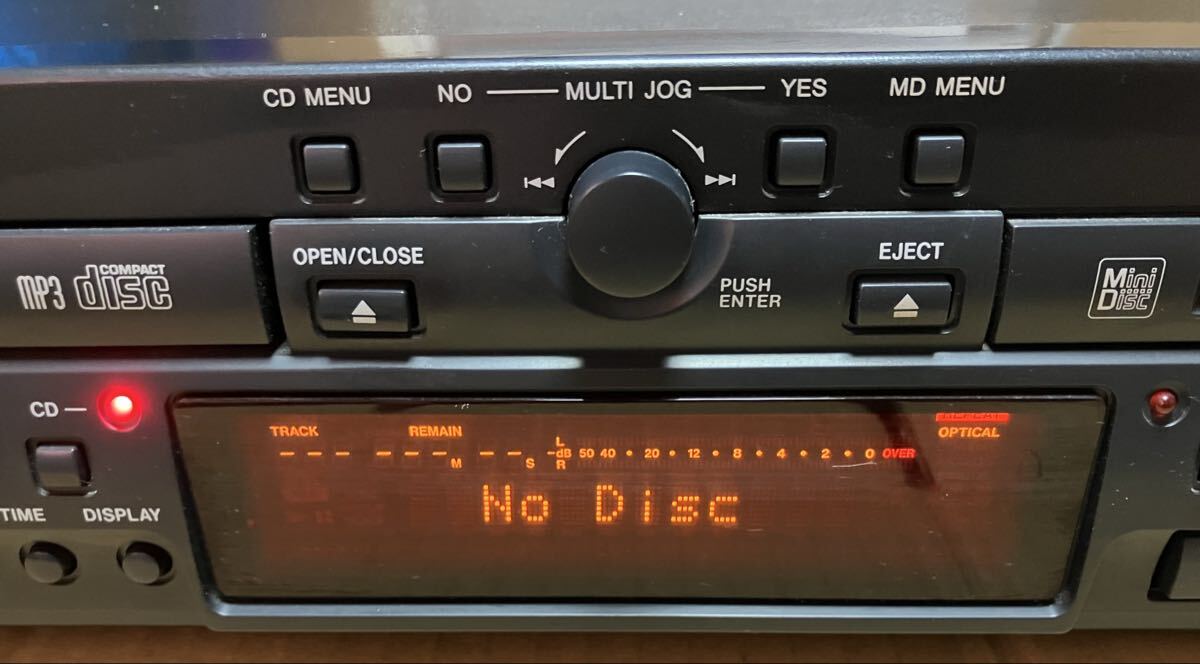 CD MENU
NO
MULTI JOG
YES
MD MENU
OPEN/CLOSE
EJECT
PUSH
ENTER
MP3
COMPACT
disc
Mini
Disc
CD
TIME
DISPLAY
TRACK
REMAIN
REPEAT
OPTICAL
--- ---M --S
L
-dB 50 40 • 20 • 12 • 8 • 4 • 2 • 0 OVER
R
No Disc